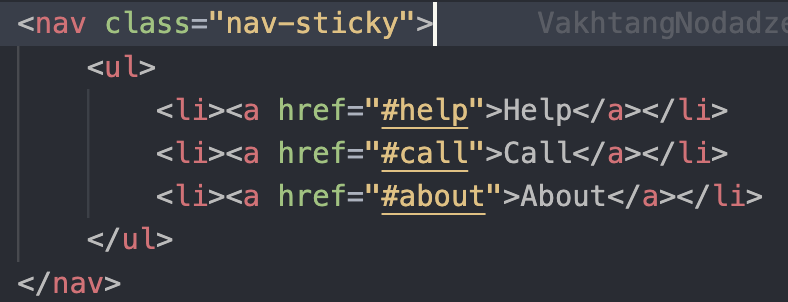 <nav class="nav-sticky"> VakhtangNodadze
<ul>
<li><a href="#help">Help</a></li>
<li><a href="#call">Call</a></li>
<li><a href="#about">About</a></li>
</ul>
</nav>